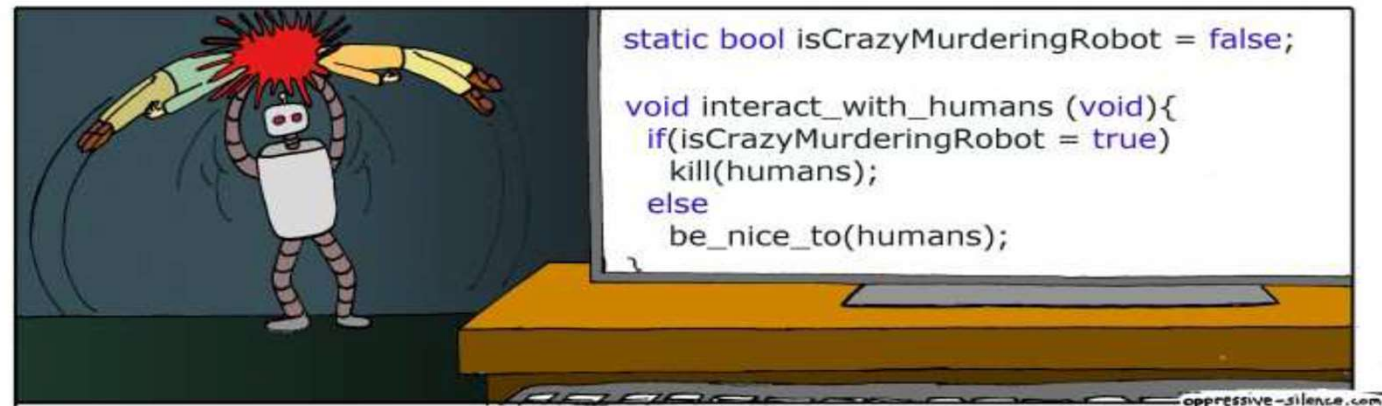 static bool isCrazyMurderingRobot = false;
void interact_with_humans (void){
if(isCrazyMurderingRobot = true)
kill(humans);
else
be_nice_to(humans);
}
oppressive-silence.com